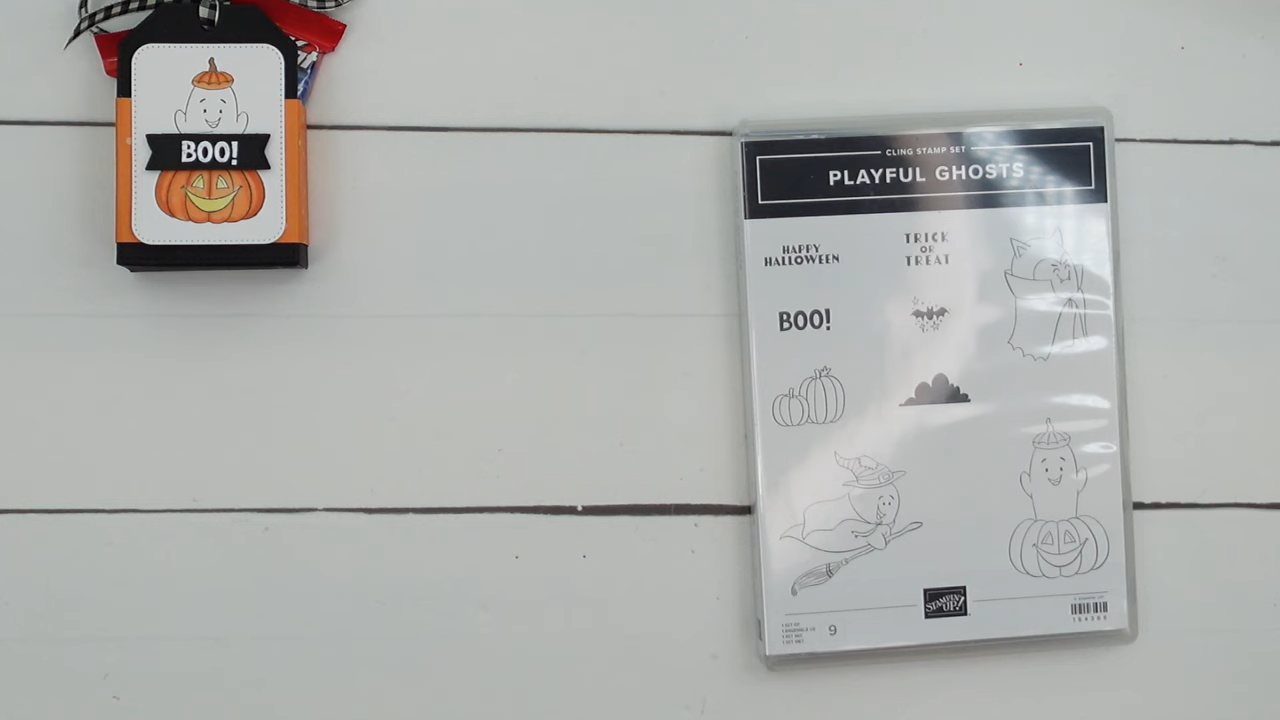 BOO!
CLING STAMP SET
PLAYFUL GHOSTS
HAPPY
HALLOWEEN
TRICK
OR
TREAT
BOO!
STAMPIN'
UP!
9